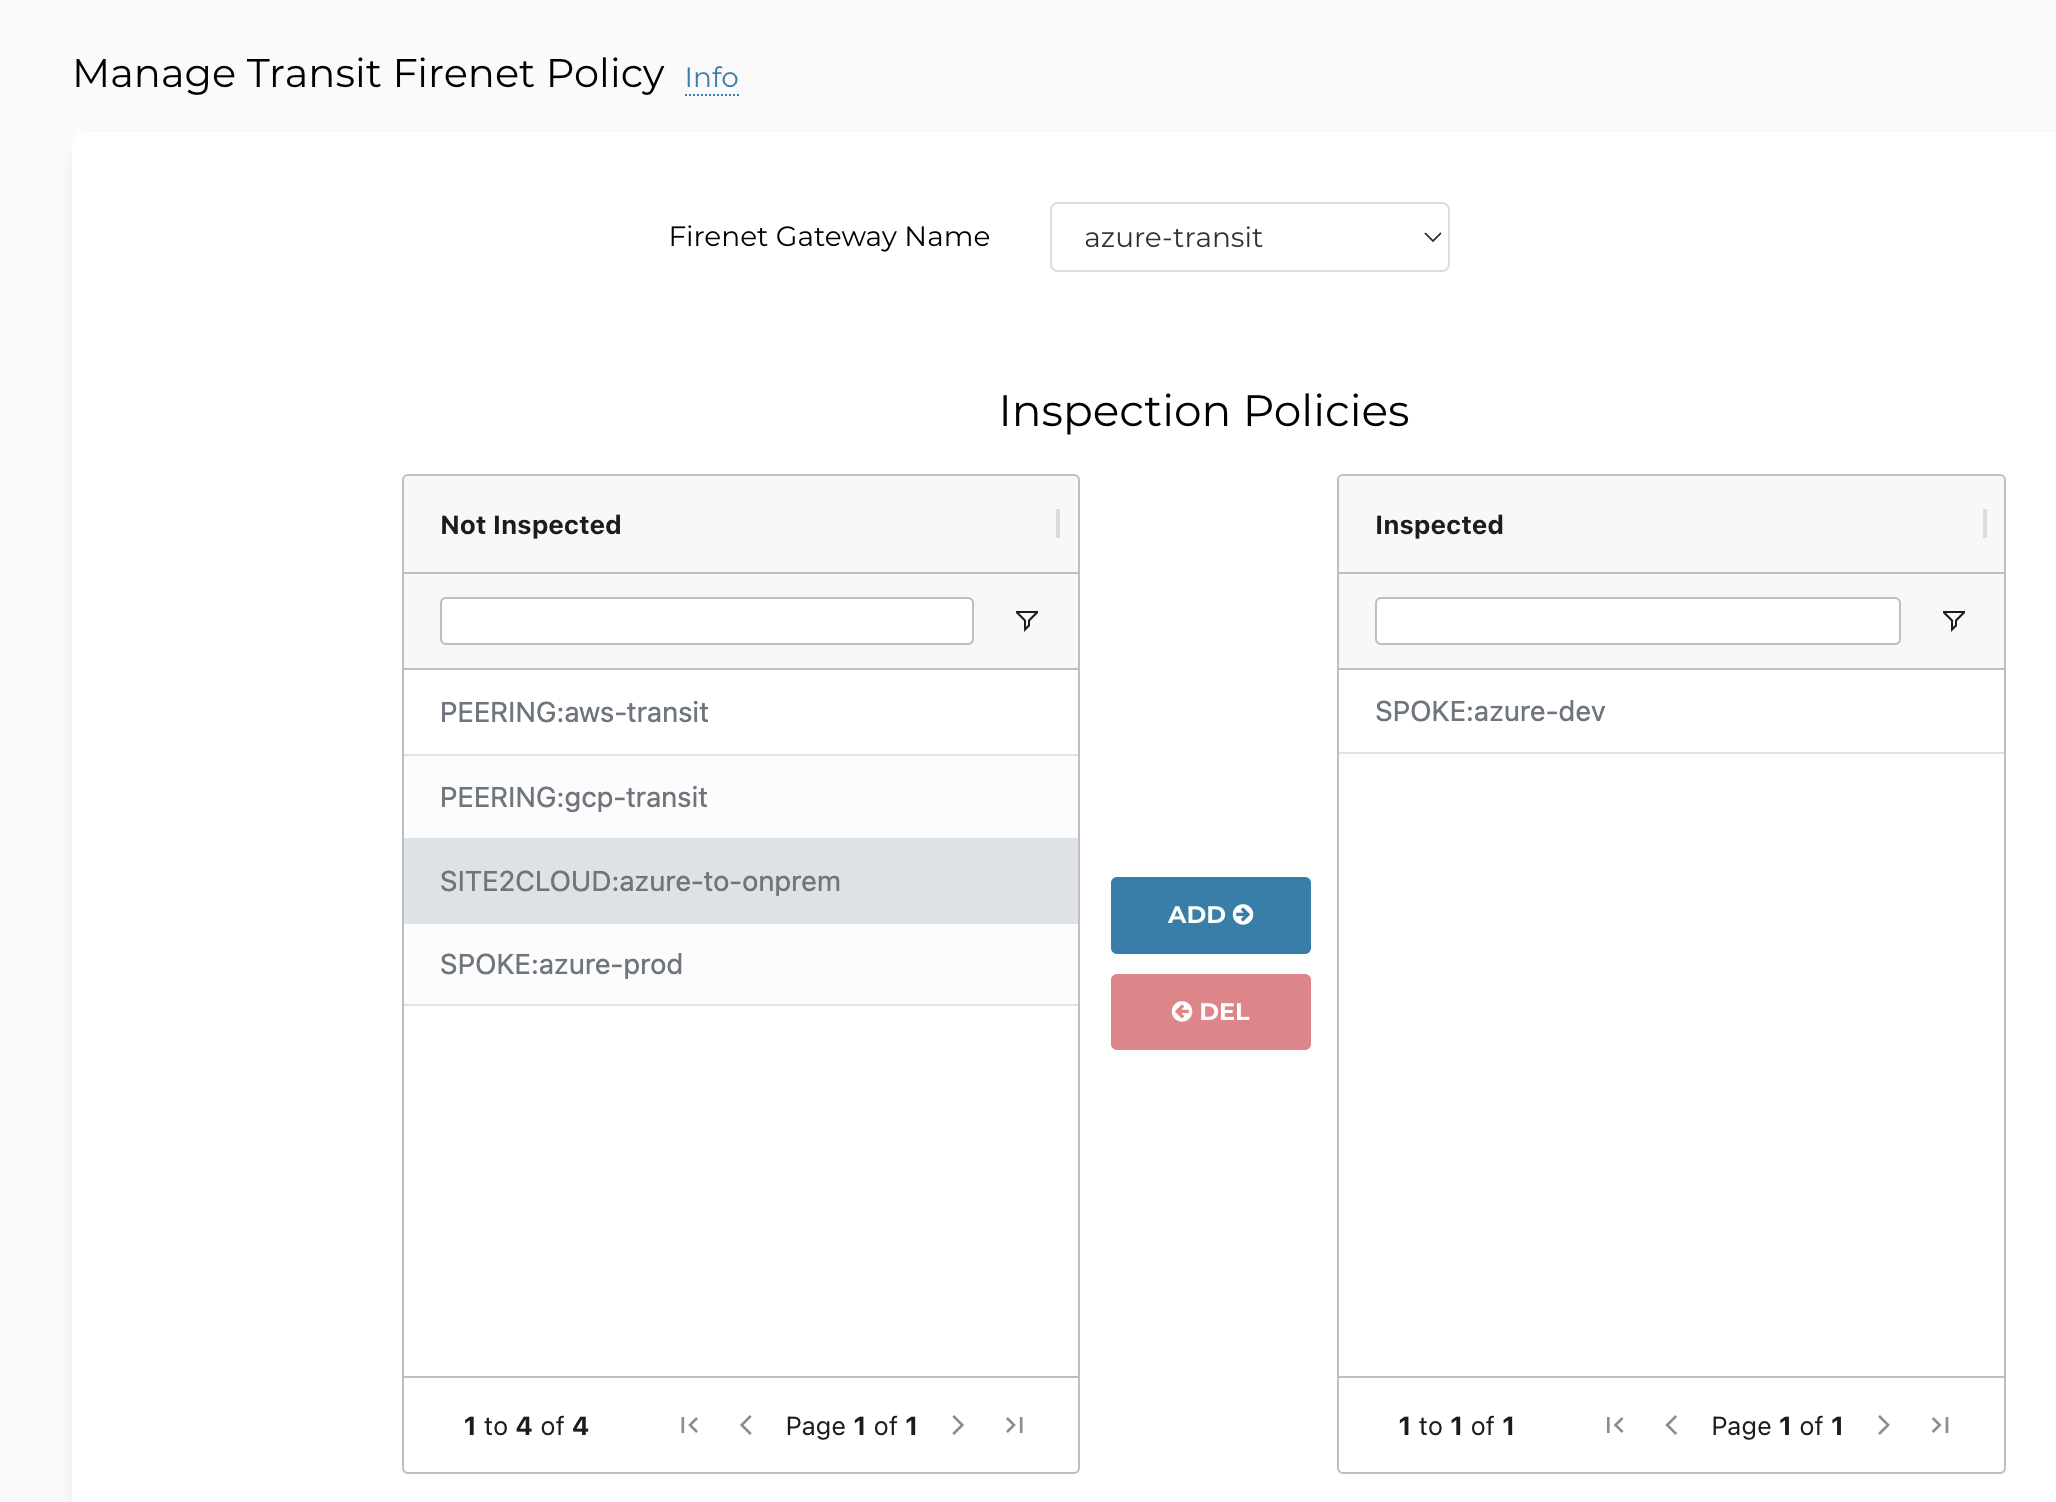 Manage Transit Firenet Policy Info
Firenet Gateway Name azure-transit
Inspection Policies
Not Inspected
PEERING:aws-transit
PEERING:gcp-transit
SITE2CLOUD:azure-to-onprem
SPOKE:azure-prod
1 to 4 of 4 Page 1 of 1
ADD
DEL
Inspected
SPOKE:azure-dev
1 to 1 of 1 Page 1 of 1